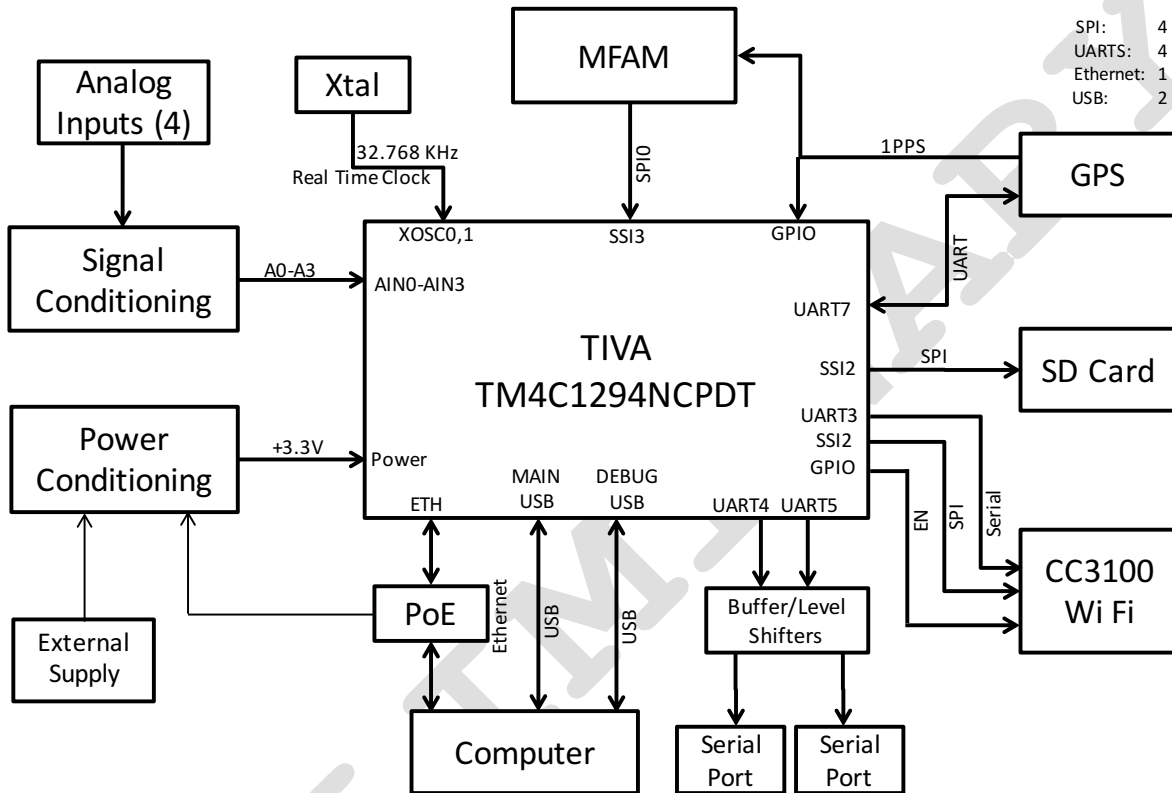 SPI: 4
UARTS: 4
Ethernet: 1
USB: 2
MFAM
Xtal
Analog
Inputs (4)
32.768 KHz
Real Time Clock
SPI0
1PPS
GPS
UART
Signal
Conditioning
A0-A3
XOSC0,1
SSI3
GPIO
AIN0-AIN3
UART7
TIVA
TM4C1294NCPDT
SSI2
SPI
SD Card
UART3
SSI2
GPIO
Power
Conditioning
+3.3V
Power
ETH
MAIN
USB
DEBUG
USB
UART4
UART5
EN
SPI
Serial
CC3100
Wi Fi
PoE
Ethernet
USB
USB
Buffer/Level
Shifters
External
Supply
Computer
Serial
Port
Serial
Port